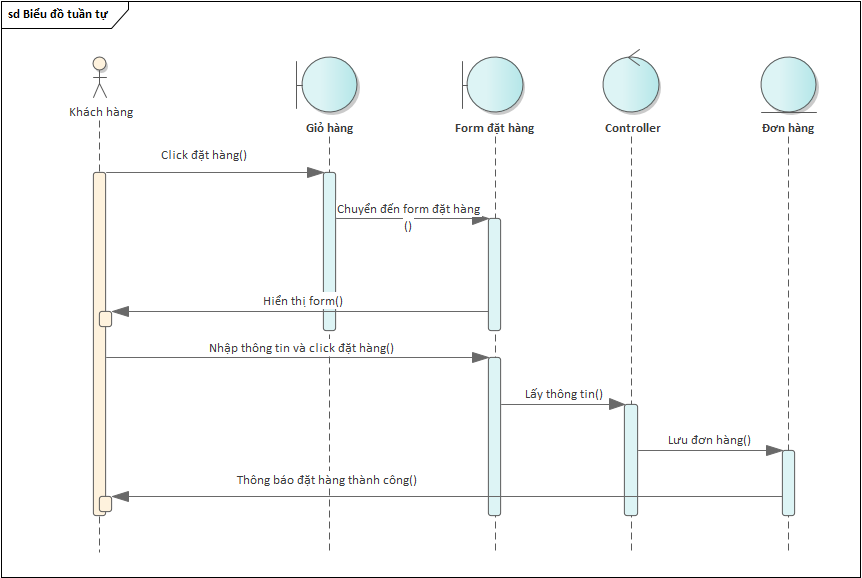 sd Biểu đồ tuần tự
Khách hàng
Giỏ hàng
Form đặt hàng
Controller
Đơn hàng
Click đặt hàng()
Chuyển đến form đặt hàng
()
Hiển thị form()
Nhập thông tin và click đặt hàng()
Lấy thông tin()
Lưu đơn hàng()
Thông báo đặt hàng thành công()